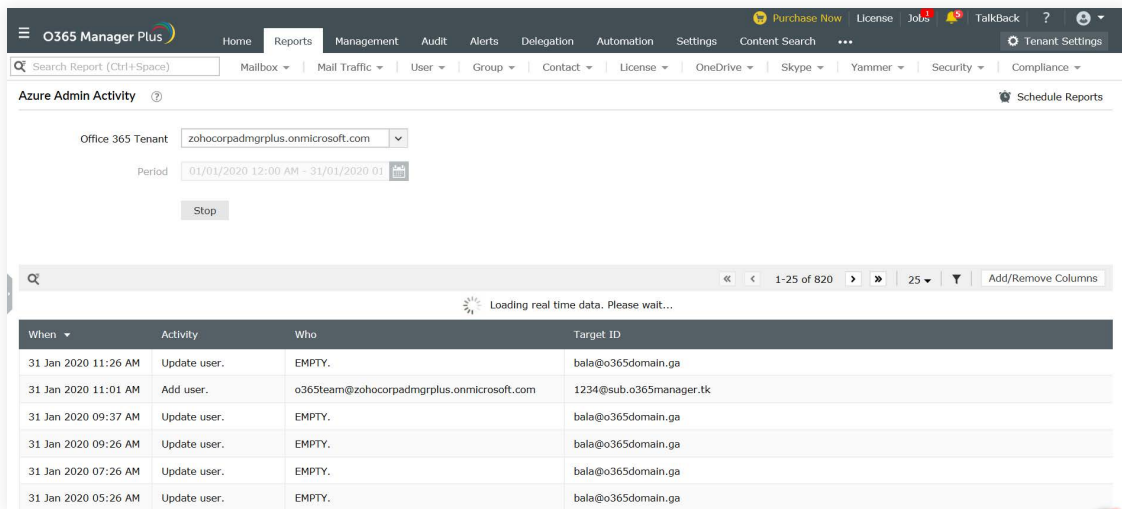 Purchase Now License Jobs 1 5 TalkBack ?
O365 Manager Plus Home Reports Management Audit Alerts Delegation Automation Settings Content Search ••• Tenant Settings
Search Report (Ctrl+Space) Mailbox Mail Traffic User Group Contact License OneDrive Skype Yammer Security Compliance
Azure Admin Activity ? Schedule Reports
Office 365 Tenant zohocorpadmgrplus.onmicrosoft.com
Period 01/01/2020 12:00 AM - 31/01/2020 01
Stop
« < 1-25 of 820 > » 25 Add/Remove Columns
Loading real time data. Please wait...
When Activity Who Target ID
31 Jan 2020 11:26 AM Update user. EMPTY. bala@o365domain.ga
31 Jan 2020 11:01 AM Add user. o365team@zohocorpadmgrplus.onmicrosoft.com 1234@sub.o365manager.tk
31 Jan 2020 09:37 AM Update user. EMPTY. bala@o365domain.ga
31 Jan 2020 09:26 AM Update user. EMPTY. bala@o365domain.ga
31 Jan 2020 07:26 AM Update user. EMPTY. bala@o365domain.ga
31 Jan 2020 05:26 AM Update user. EMPTY. bala@o365domain.ga